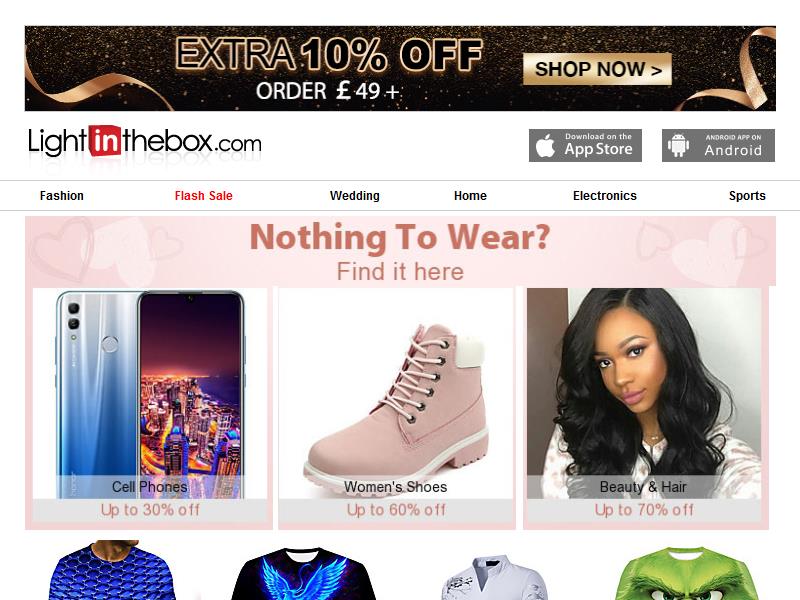 EXTRA 10% OFF
ORDER £ 49 +
SHOP NOW >
Lightinthebox.com
Download on the
App Store
ANDROID APP ON
Android
Fashion
Flash Sale
Wedding
Home
Electronics
Sports
Nothing To Wear?
Find it here
Cell Phones
Women's Shoes
Beauty & Hair
Up to 30% off
Up to 60% off
Up to 70% off